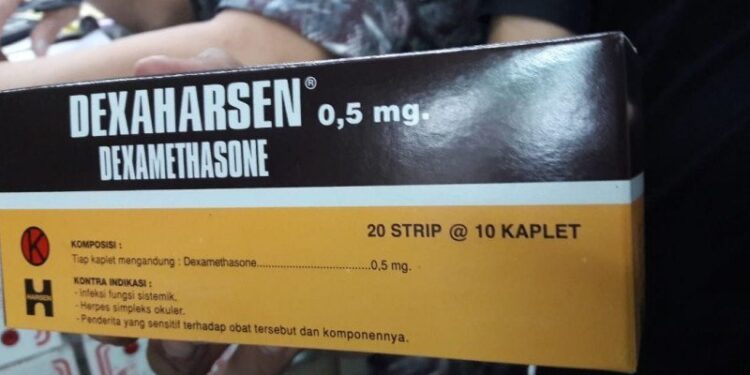 DEXAHARSEN® 0,5 mg.
DEXAMETHASONE
20 STRIP @ 10 KAPLET
K
KOMPOSISI :
Tiap kaplet mengandung : Dexamethasone......................................0,5 mg.
HARSEN
KONTRA INDIKASI :
- infeksi fungsi sistemik.
- Herpes simpleks okuler.
- Penderita yang sensitif terhadap obat tersebut dan komponennya.